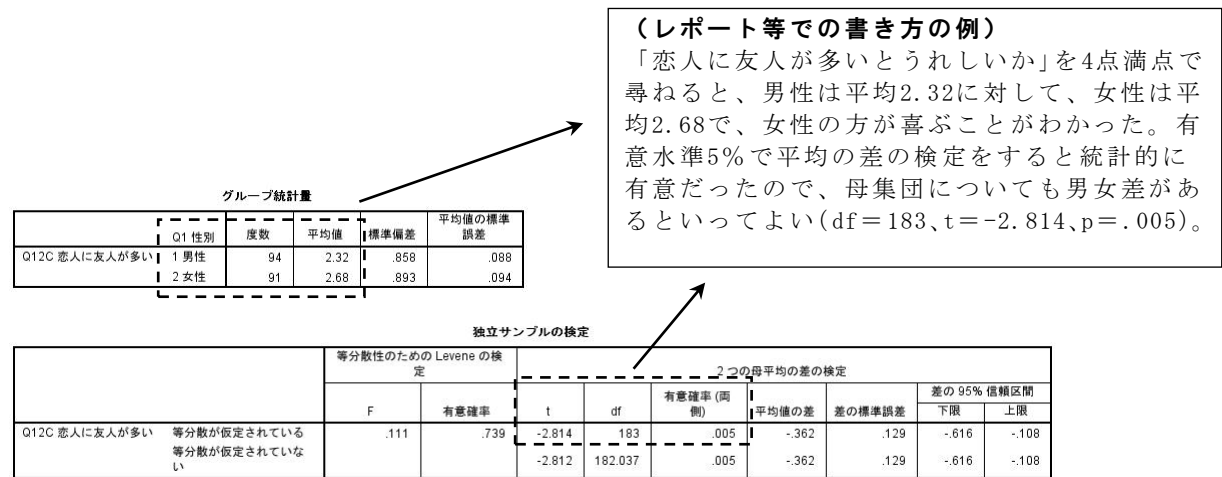 （レポート等での書き方の例）
「恋人に友人が多いとうれしいか」を4点満点で
尋ねると、男性は平均2.32に対して、女性は平
均2.68で、女性の方が喜ぶことがわかった。有
意水準5%で平均の差の検定をすると統計的に
有意だったので、母集団についても男女差があ
るといってよい(df＝183、t＝-2.814、p＝.005)。
グループ統計量
Q1 性別 度数 平均値 標準偏差 平均値の標準
誤差
Q12C 恋人に友人が多い 1 男性 94 2.32 .858 .088
2 女性 91 2.68 .893 .094
独立サンプルの検定
等分散性のための Levene の検
定
2 つの母平均の差の検定
F 有意確率 t df 有意確率 (両
側) 平均値の差 差の標準誤差 差の 95% 信頼区間
下限 上限
Q12C 恋人に友人が多い 等分散が仮定されている .111 .739 -2.814 183 .005 -.362 .129 -.616 -.108
等分散が仮定されていな
い -2.812 182.037 .005 -.362 .129 -.616 -.108